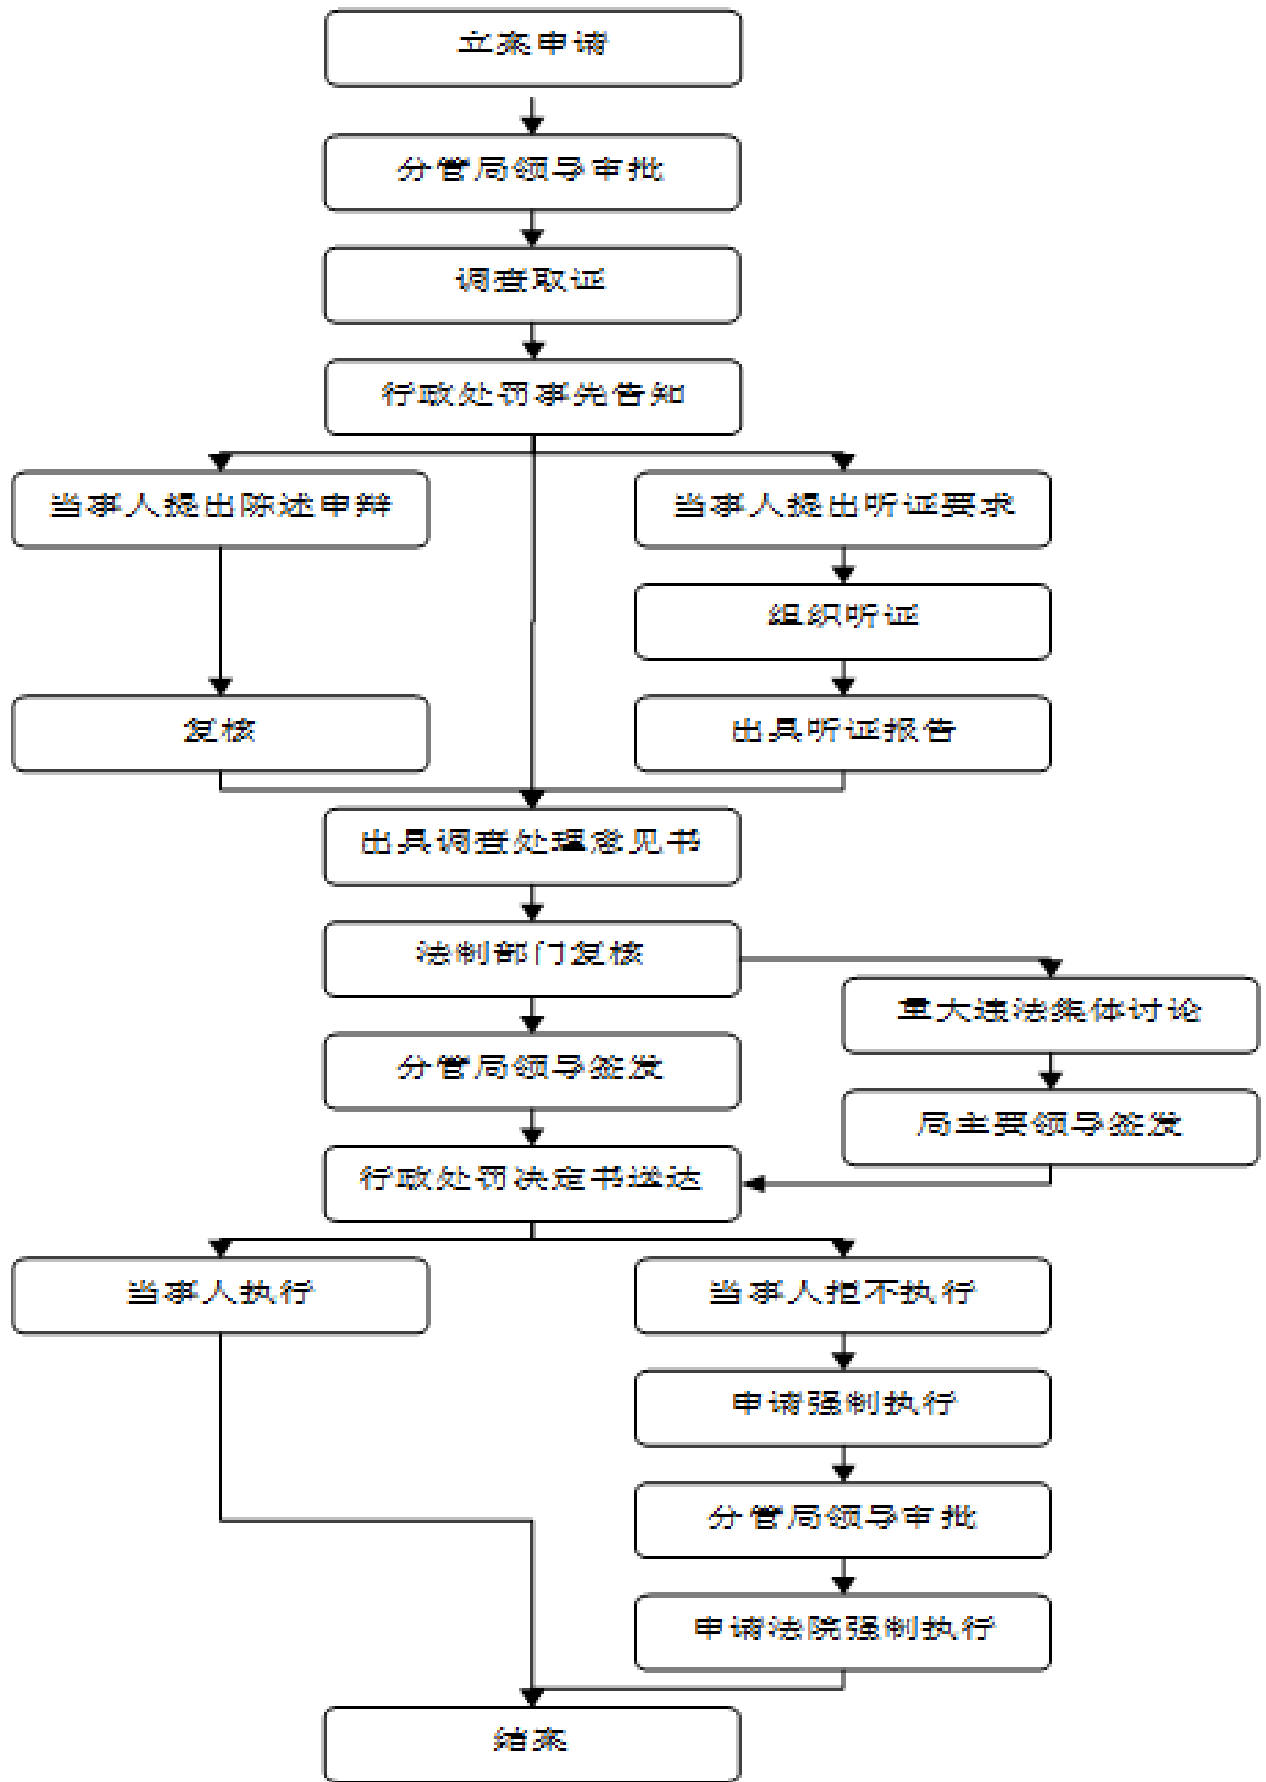 立案申请
分管局领导审批
调查取证
行政处罚事先告知
当事人提出陈述申辩
当事人提出听证要求
组织听证
复核
出具听证报告
出具调查处理意见书
法制部门复核
重大违法集体讨论
分管局领导签发
局主要领导签发
行政处罚决定书送达
当事人执行
当事人拒不执行
申请强制执行
分管局领导审批
申请法院强制执行
结案